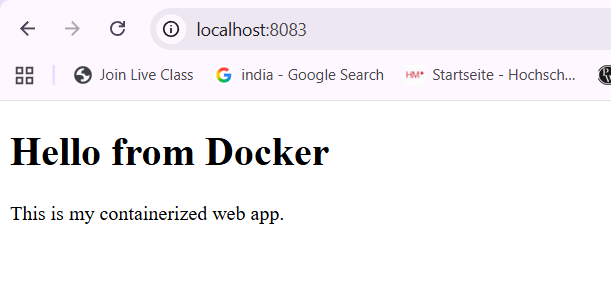 localhost:8083
Join Live Class india - Google Search HM Startseite - Hochsch...
Hello from Docker
This is my containerized web app.